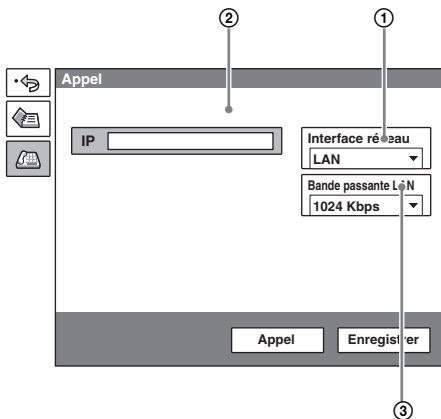 ② ①
Appel
IP
Interface réseau
LAN
Bande passante LAN
1024 Kbps
Appel Enregistrer
③